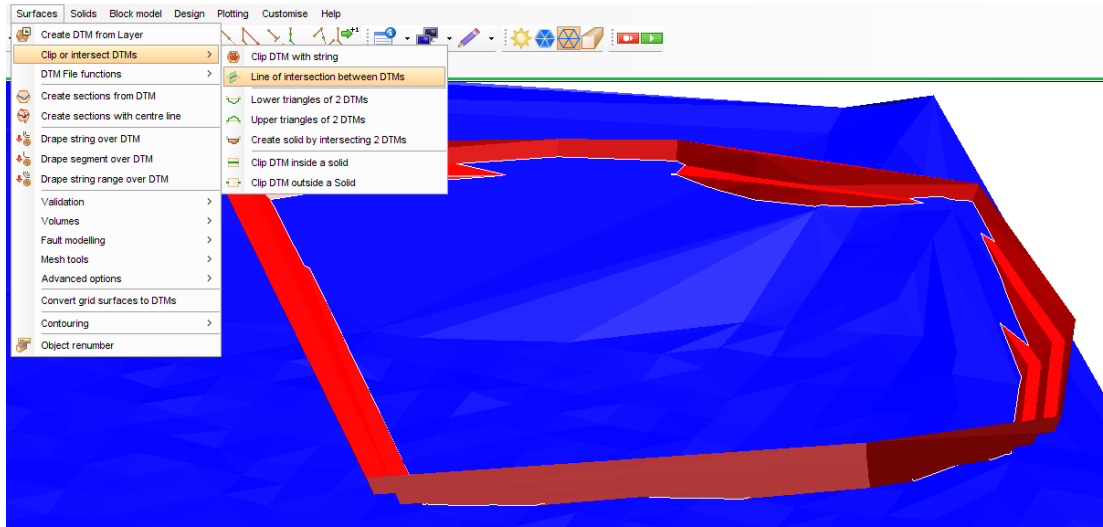 Surfaces Solids Block model Design Plotting Customise Help
Create DTM from Layer
Clip or intersect DTMs
DTM File functions
Create sections from DTM
Create sections with centre line
Drape string over DTM
Drape segment over DTM
Drape string range over DTM
Validation
Volumes
Fault modelling
Mesh tools
Advanced options
Convert grid surfaces to DTMs
Contouring
Object renumber
Clip DTM with string
Line of intersection between DTMs
Lower triangles of 2 DTMs
Upper triangles of 2 DTMs
Create solid by intersecting 2 DTMs
Clip DTM inside a solid
Clip DTM outside a Solid